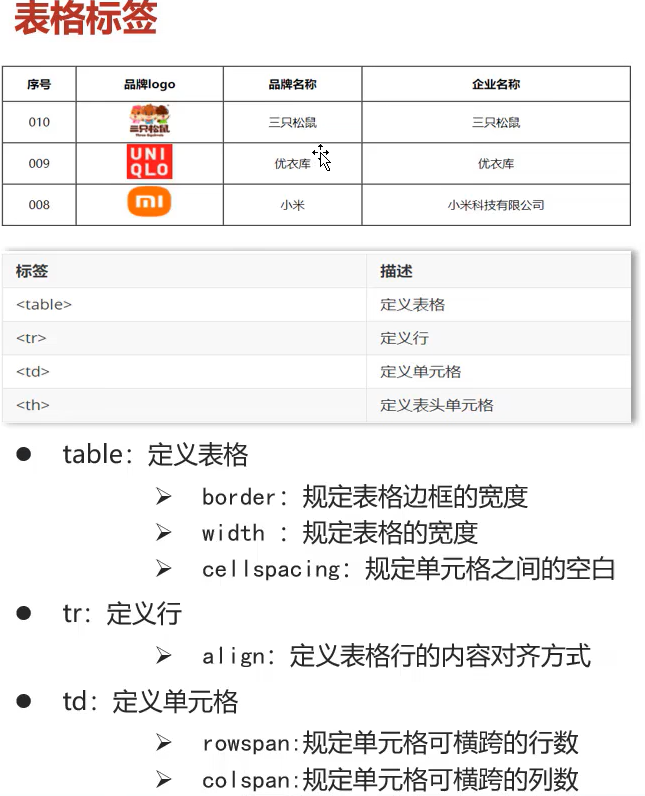 表格标签
序号 品牌logo 品牌名称 企业名称
010 三只松鼠 Three Squirrels 三只松鼠 三只松鼠
009 UNI QLO 优衣库 优衣库
008 mi 小米 小米科技有限公司
标签 描述
<table> 定义表格
<tr> 定义行
<td> 定义单元格
<th> 定义表头单元格
● table：定义表格
➢ border：规定表格边框的宽度
➢ width ：规定表格的宽度
➢ cellspacing：规定单元格之间的空白
● tr：定义行
➢ align：定义表格行的内容对齐方式
● td：定义单元格
➢ rowspan:规定单元格可横跨的行数
➢ colspan:规定单元格可横跨的列数